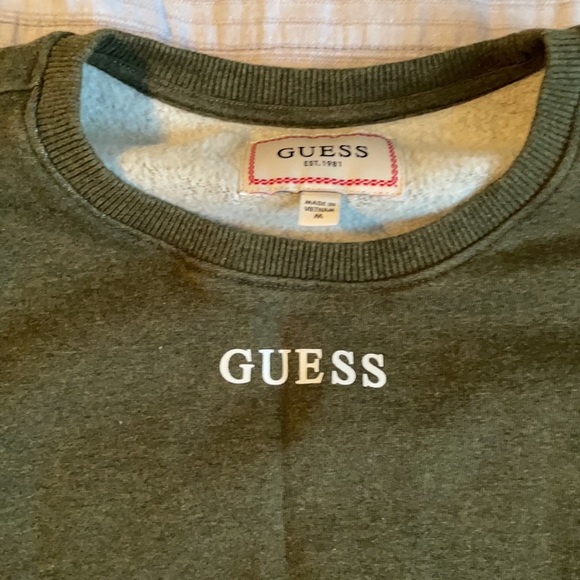 GUESS
EST. 1981
MADE IN
VIETNAM
M
GUESS